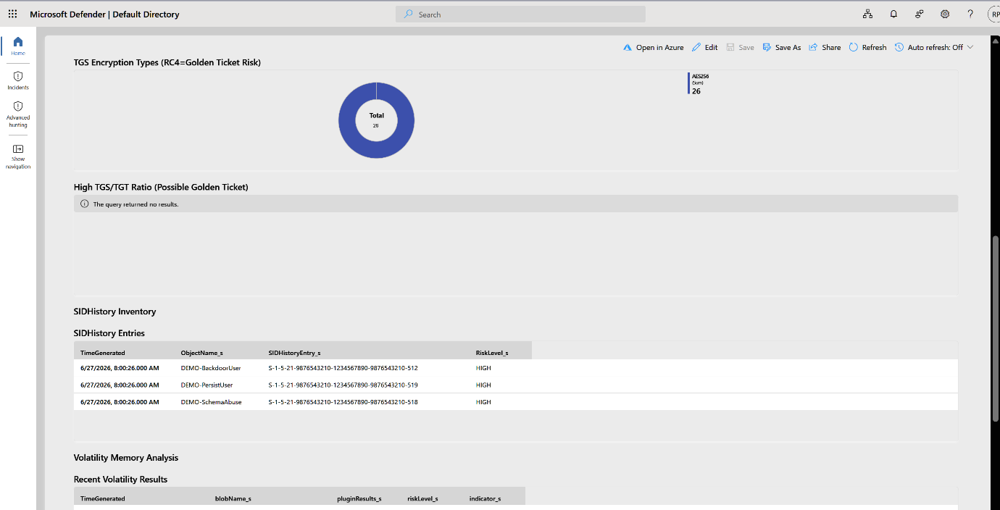 Microsoft Defender | Default Directory
Search
RP
Home
Incidents
Advanced
hunting
Show
navigation
Open in Azure
Edit
Save
Save As
Share
Refresh
Auto refresh: Off
TGS Encryption Types (RC4=Golden Ticket Risk)
Total
26
AES256
(Sum)
26
High TGS/TGT Ratio (Possible Golden Ticket)
The query returned no results.
SIDHistory Inventory
SIDHistory Entries
TimeGenerated ObjectName_s SIDHistoryEntry_s RiskLevel_s
6/27/2026, 8:00:26.000 AM DEMO-BackdoorUser S-1-5-21-9876543210-1234567890-9876543210-512 HIGH
6/27/2026, 8:00:26.000 AM DEMO-PersistUser S-1-5-21-9876543210-1234567890-9876543210-519 HIGH
6/27/2026, 8:00:26.000 AM DEMO-SchemaAbuse S-1-5-21-9876543210-1234567890-9876543210-518 HIGH
Volatility Memory Analysis
Recent Volatility Results
TimeGenerated blobName_s pluginResults_s riskLevel_s indicator_s